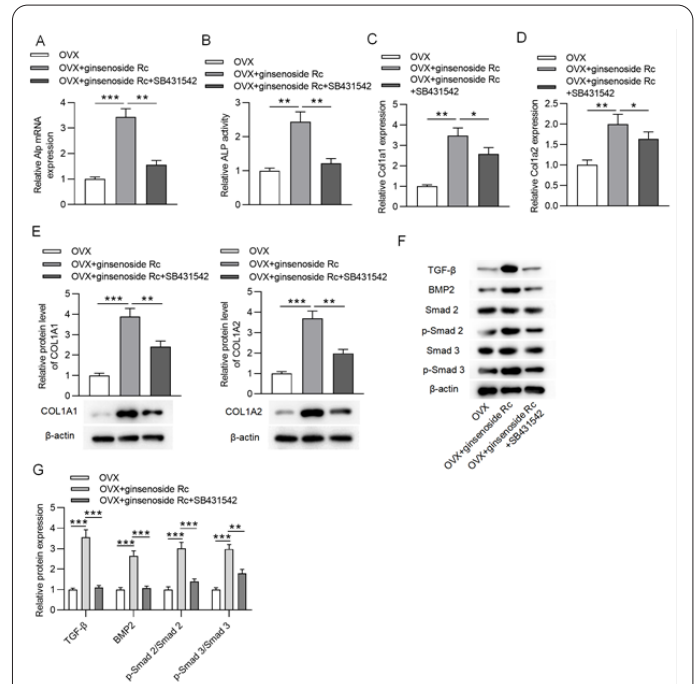 A
OVX
OVX+ginsenoside Rc
OVX+ginsenoside Rc+SB431542
Relative Alp mRNA
expression
5
4
3
2
1
0
***
**
B
OVX
OVX+ginsenoside Rc
OVX+ginsenoside Rc+SB431542
Relative ALP activity
3
2
1
0
**
**
C
OVX
OVX+ginsenoside Rc
OVX+ginsenoside Rc
+SB431542
Relative Col1a1 expression
5
4
3
2
1
0
**
*
D
OVX
OVX+ginsenoside Rc
OVX+ginsenoside Rc
+SB431542
Relative Col1a2 expression
2.5
2.0
1.5
1.0
0.5
0.0
**
*
E
OVX
OVX+ginsenoside Rc
OVX+ginsenoside Rc+SB431542
Relative protein level
of COL1A1
5
4
3
2
1
0
***
**
COL1A1
β-actin
OVX
OVX+ginsenoside Rc
OVX+ginsenoside Rc+SB431542
Relative protein level
of COL1A2
5
4
3
2
1
0
***
**
COL1A2
β-actin
F
TGF-β
BMP2
Smad 2
p-Smad 2
Smad 3
p-Smad 3
β-actin
OVX
OVX+ginsenoside Rc
OVX+ginsenoside Rc
+SB431542
G
OVX
OVX+ginsenoside Rc
OVX+ginsenoside Rc+SB431542
Relative protein expression
5
4
3
2
1
0
***
***
***
***
***
***
***
**
TGF-β
BMP2
p-Smad 2/Smad 2
p-Smad 3/Smad 3